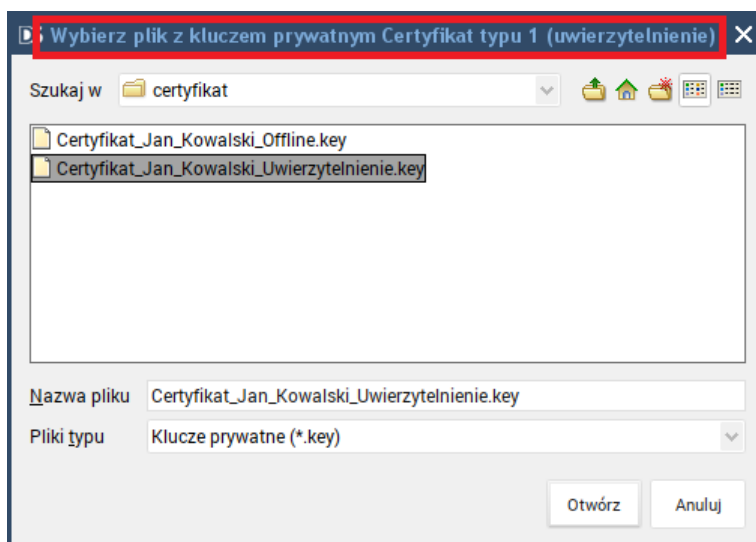 DS Wybierz plik z kluczem prywatnym Certyfikat typu 1 (uwierzytelnienie)
Szukaj w certyfikat
Certyfikat_Jan_Kowalski_Offline.key
Certyfikat_Jan_Kowalski_Uwierzytelnienie.key
Nazwa pliku Certyfikat_Jan_Kowalski_Uwierzytelnienie.key
Pliki typu Klucze prywatne (*.key)
Otwórz Anuluj